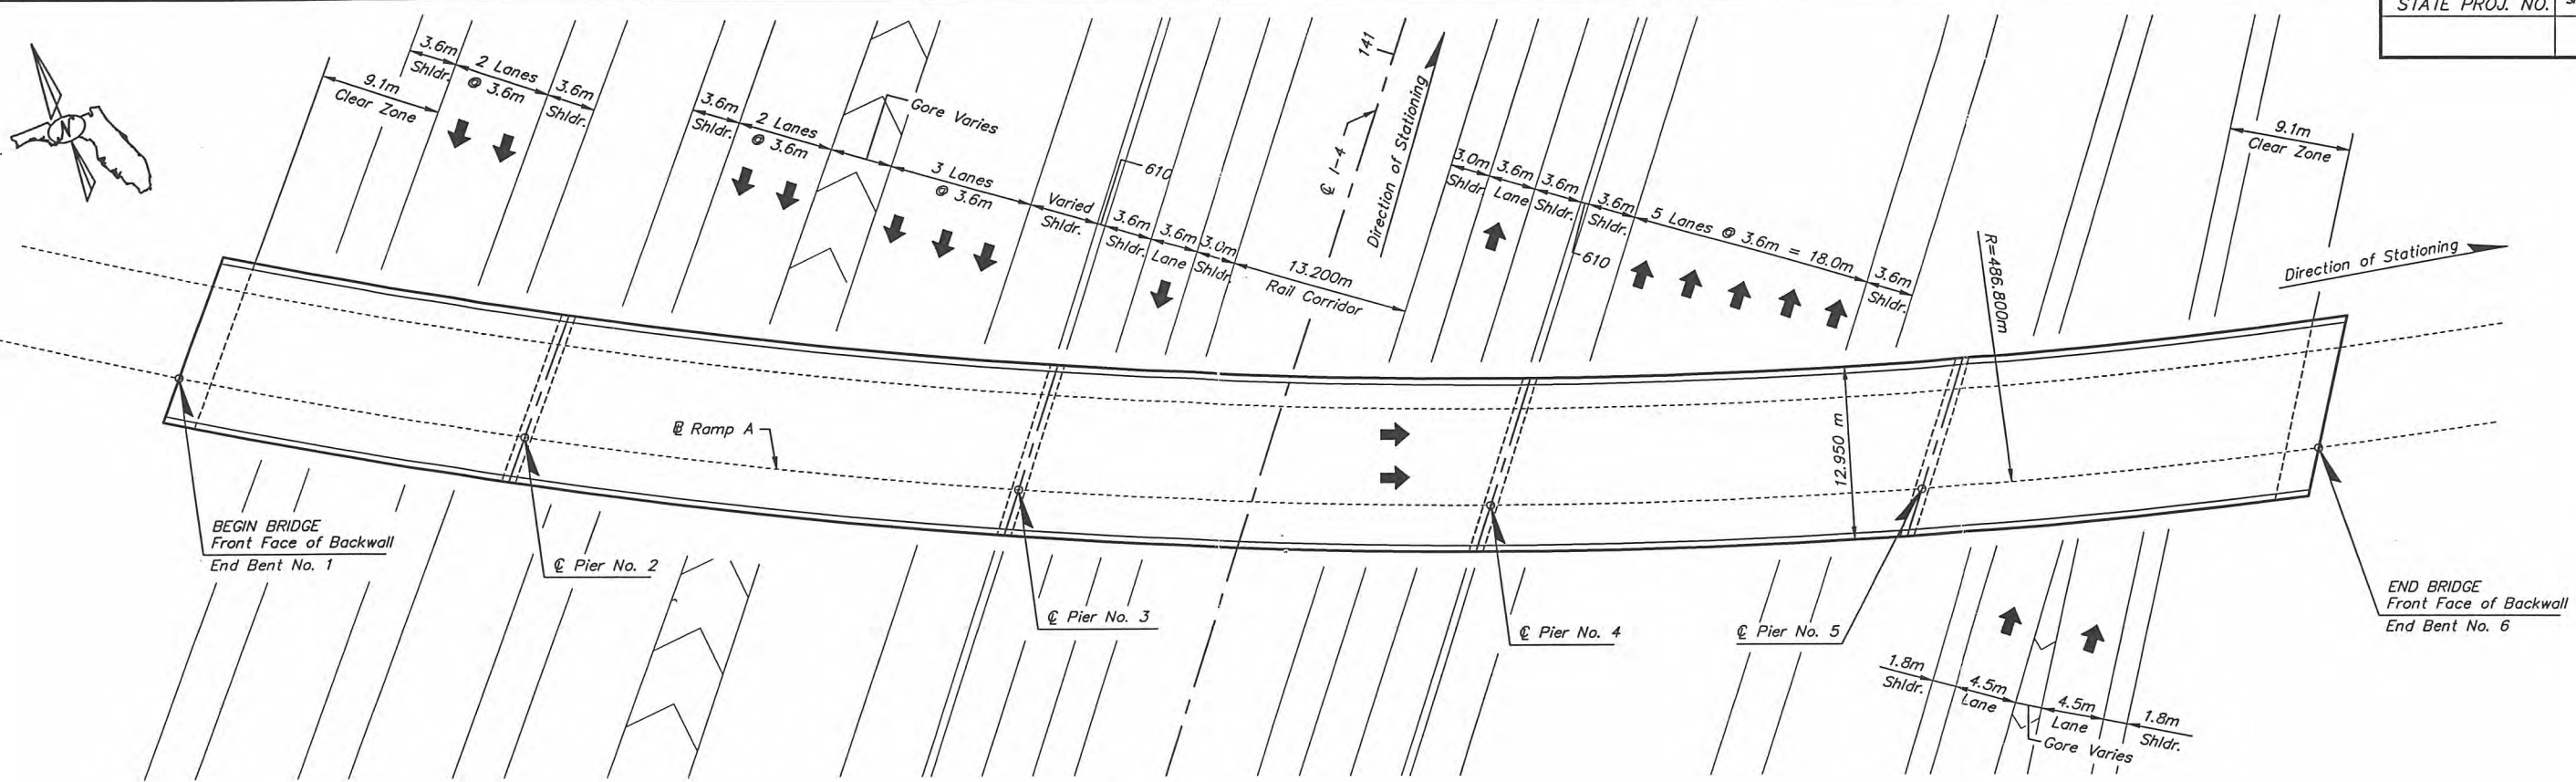 STATE PROJ. NO.
N
9.1m
Clear Zone
3.6m
Shldr.
2 Lanes
@ 3.6m
3.6m
Shldr.
3.6m
Shldr.
2 Lanes
@ 3.6m
Gore Varies
3 Lanes
@ 3.6m
Varied
Shldr.
610
3.6m
Shldr.
3.6m
Lane
3.0m
Shldr.
13.200m
Rail Corridor
℄ I-4
141
Direction of Stationing
3.0m
Shldr.
3.6m
Lane
3.6m
Shldr.
610
3.6m
Shldr.
5 Lanes @ 3.6m = 18.0m
3.6m
Shldr.
R=486.800m
9.1m
Clear Zone
Direction of Stationing
Ramp A
12.950 m
BEGIN BRIDGE
Front Face of Backwall
End Bent No. 1
℄ Pier No. 2
℄ Pier No. 3
℄ Pier No. 4
℄ Pier No. 5
END BRIDGE
Front Face of Backwall
End Bent No. 6
1.8m
Shldr.
4.5m
Lane
4.5m
Lane
1.8m
Shldr.
Gore Varies